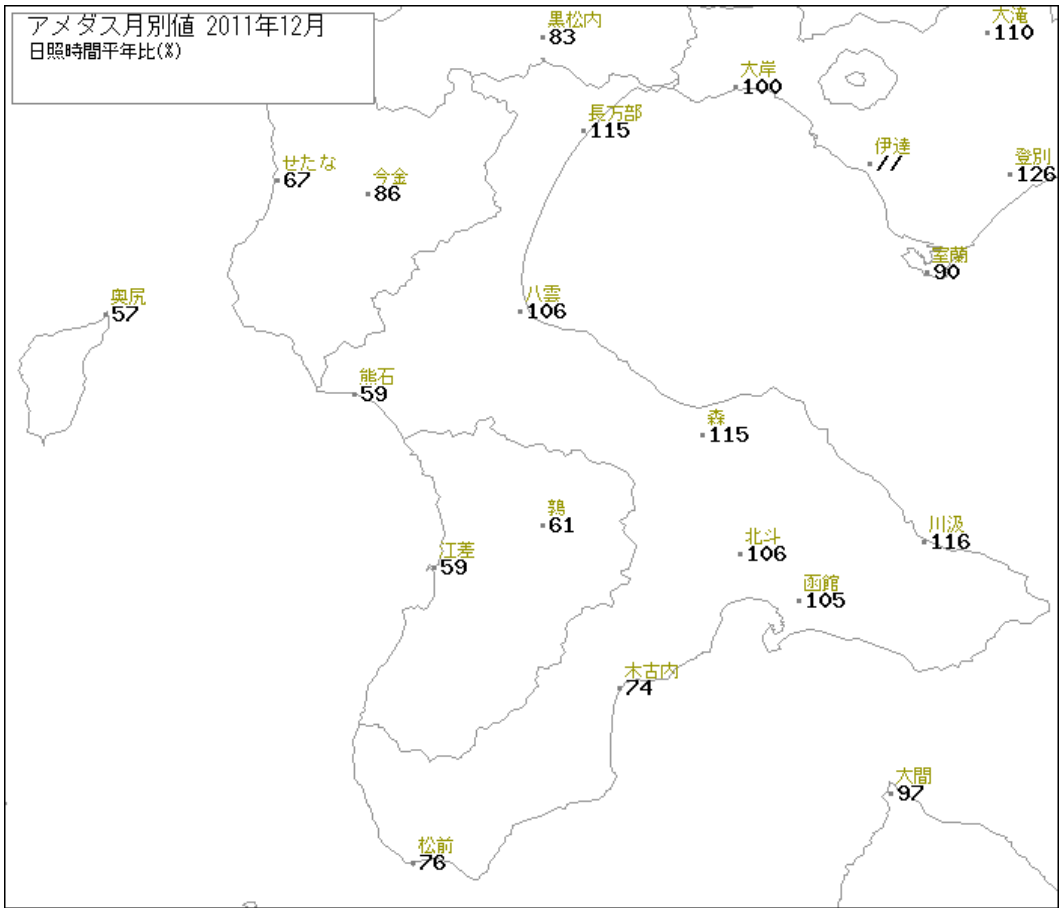 アメダス月別値 2011年12月
日照時間平年比(%)
黒松内
83
大滝
110
大岸
100
長万部
115
伊達
//
登別
126
せたな
67
今金
86
室蘭
90
奥尻
57
八雲
106
熊石
59
森
115
鶉
61
川汲
116
北斗
106
江差
59
函館
105
木古内
74
大間
97
松前
76